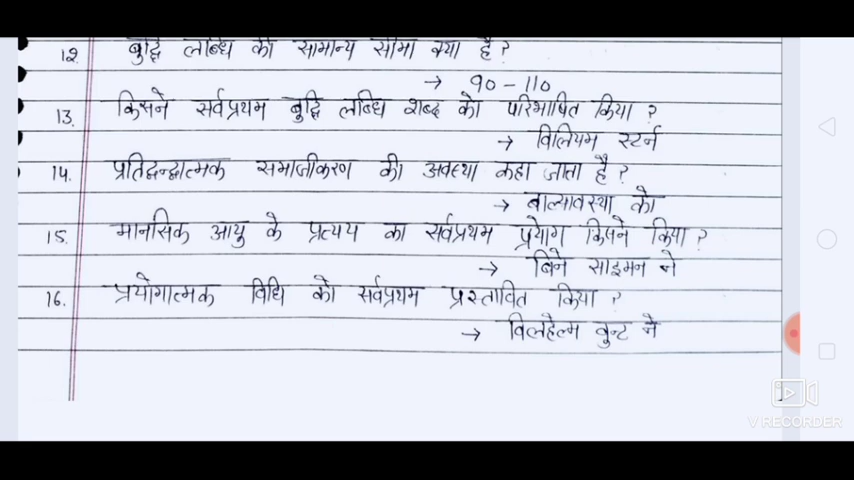 12. बुद्धि लब्धि की सामान्य सीमा क्या है?
→ 90-110
13. किसने सर्वप्रथम बुद्धि लब्धि शब्द को परिभाषित किया?
→ विलियम स्टर्न
14. प्रतिद्वन्द्वात्मक समाजीकरण की अवस्था कहा जाता है?
→ बाल्यावस्था को
15. मानसिक आयु के प्रत्यय का सर्वप्रथम प्रयोग किसने किया?
→ बिने साइमन ने
16. प्रयोगात्मक विधि को सर्वप्रथम प्रस्तावित किया?
→ विलहेल्म वुन्ट ने
V RECORDER